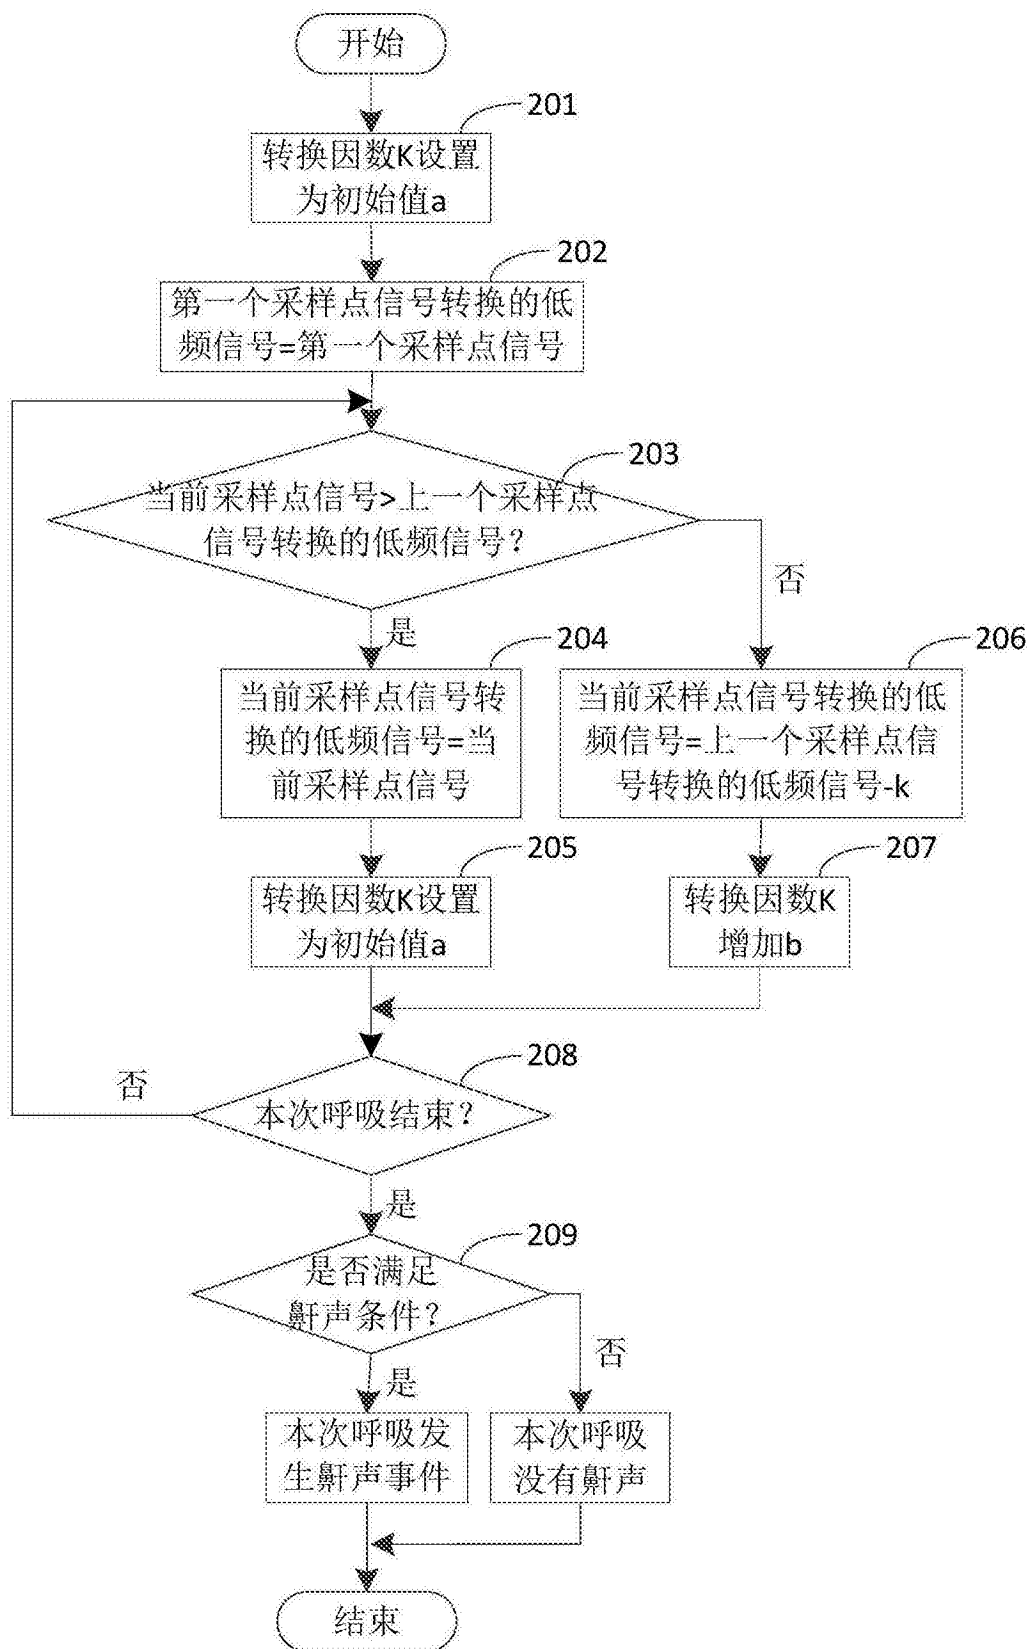 开始
201
转换因数K设置
为初始值a
202
第一个采样点信号转换的低
频信号=第一个采样点信号
203
当前采样点信号>上一个采样点
信号转换的低频信号？
否
是
204
当前采样点信号转
换的低频信号=当
前采样点信号
206
当前采样点信号转换的低
频信号=上一个采样点信
号转换的低频信号-k
205
转换因数K设置
为初始值a
207
转换因数K
增加b
208
本次呼吸结束？
否
是
209
是否满足
鼾声条件？
否
是
本次呼吸发
生鼾声事件
本次呼吸
没有鼾声
结束